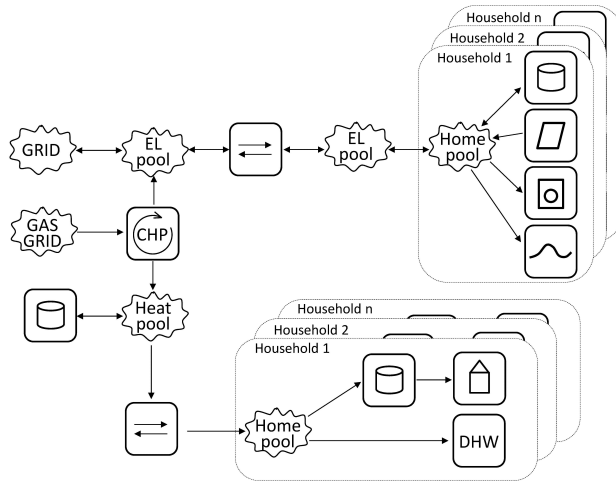 Household n
Household 2
Household 1
GRID
EL
pool
EL
pool
Home
pool
GAS
GRID
CHP
Heat
pool
Household n
Household 2
Household 1
Home
pool
DHW